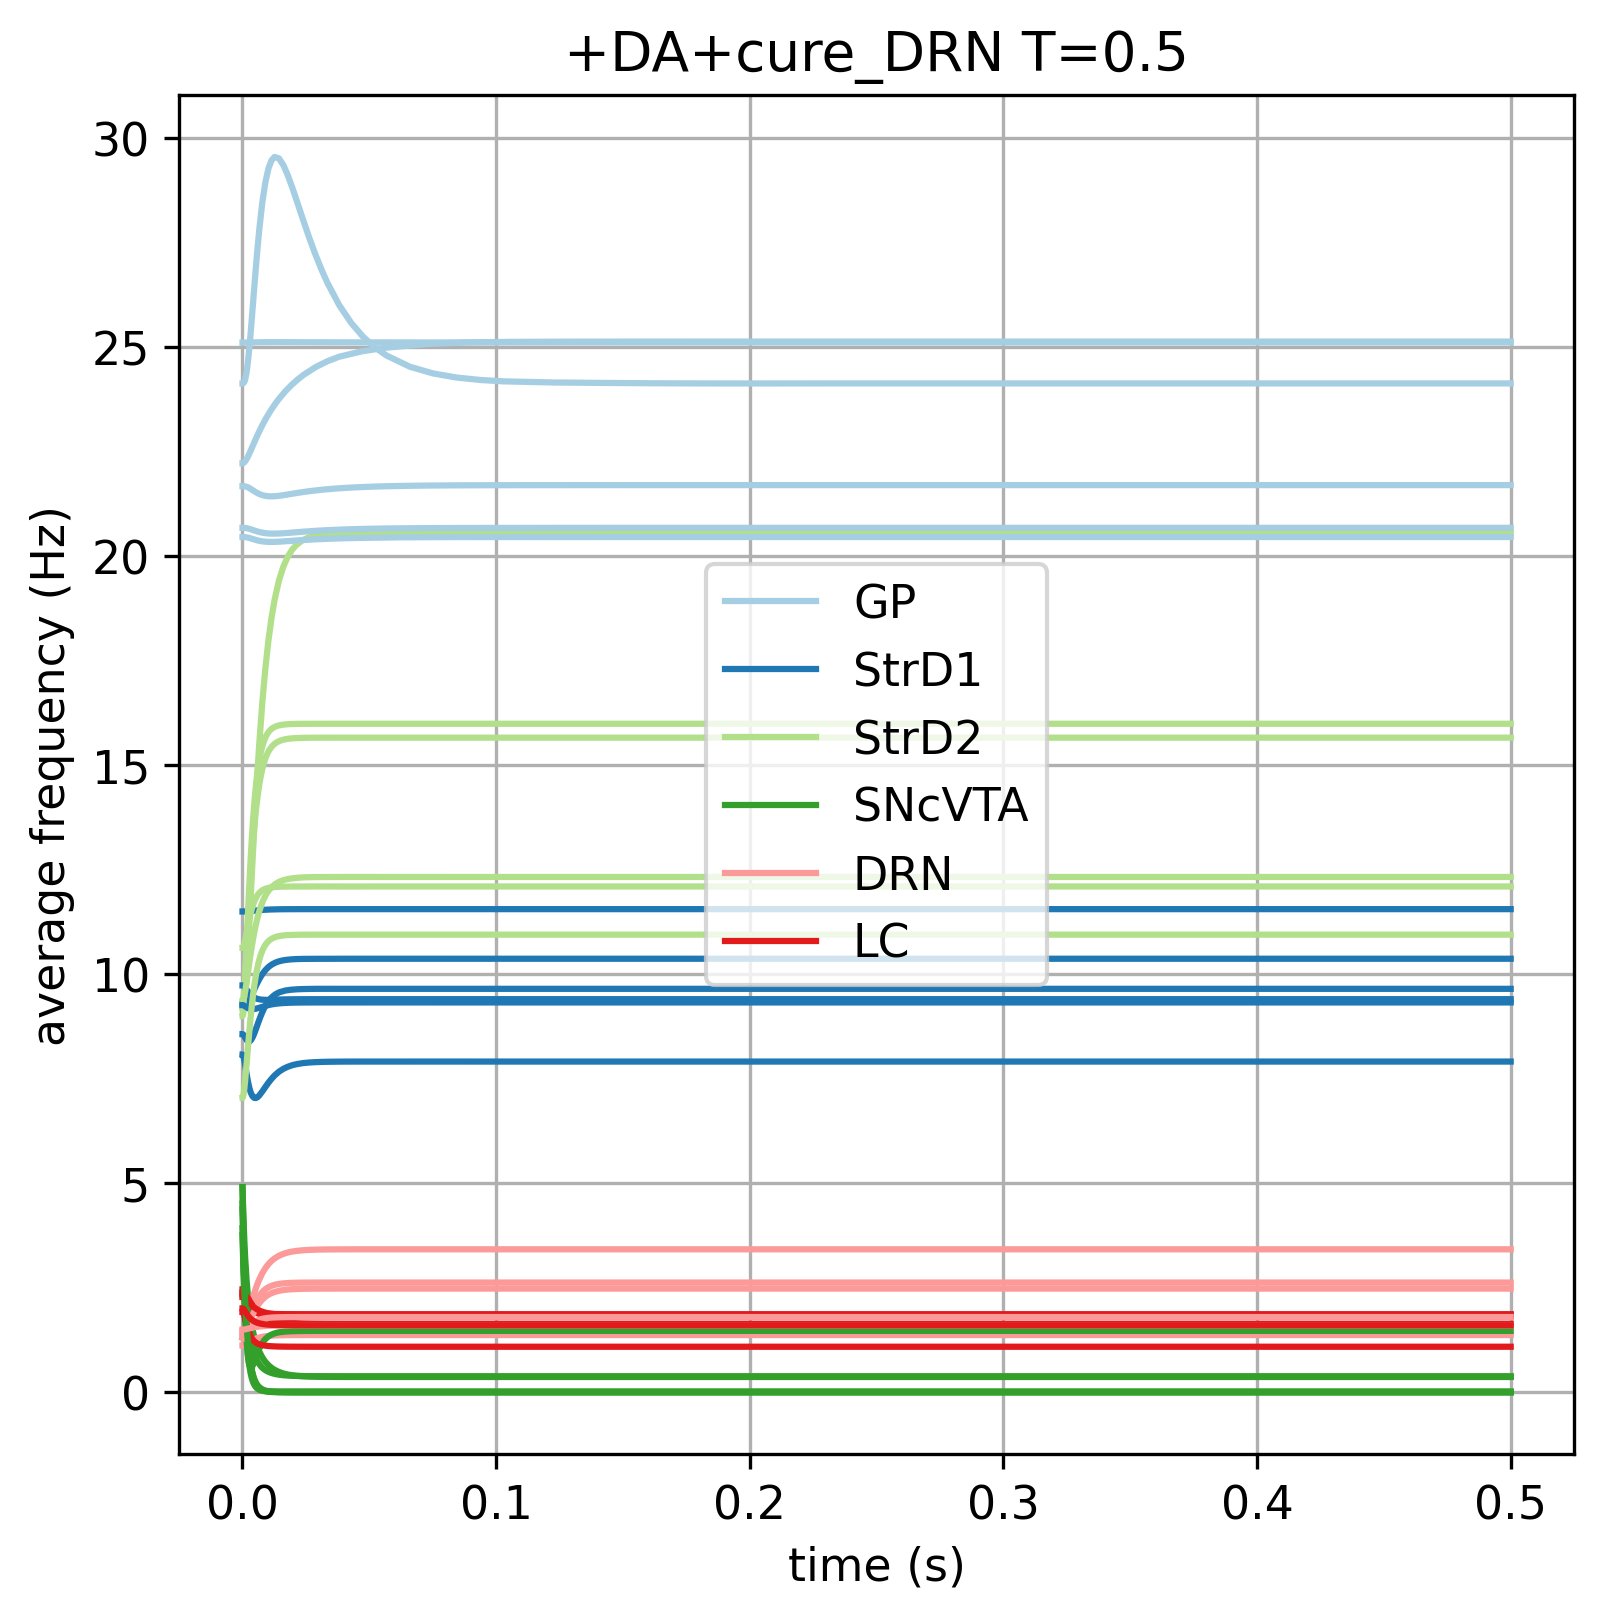 +DA+cure_DRN T=0.5
30
25
20
15
10
5
0
average frequency (Hz)
GP
StrD1
StrD2
SNcVTA
DRN
LC
0.0 0.1 0.2 0.3 0.4 0.5
time (s)